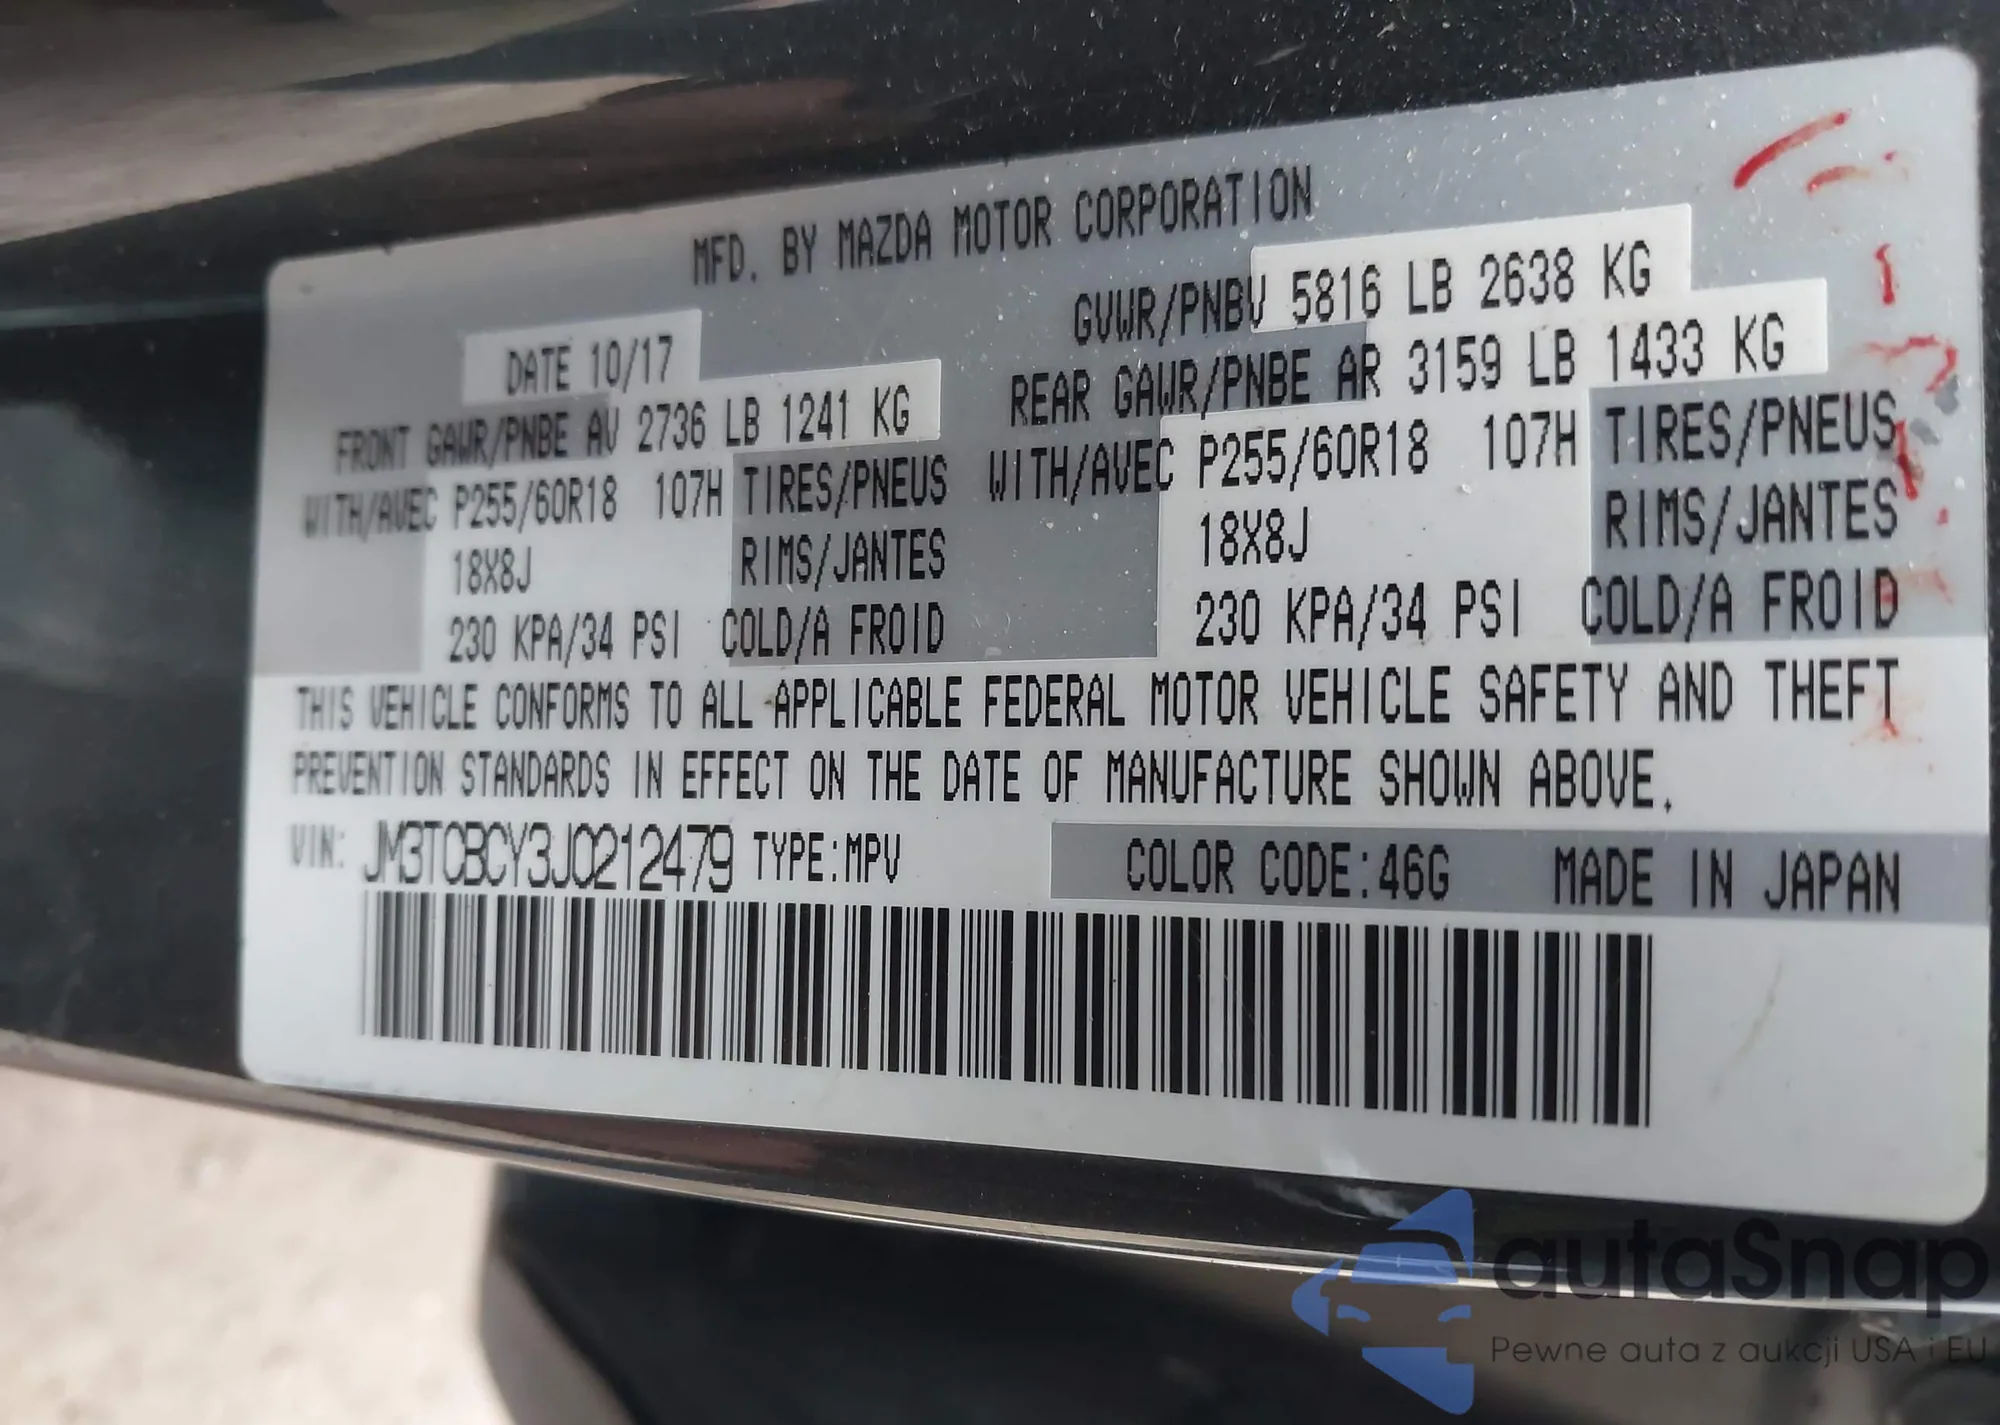 MFD. BY MAZDA MOTOR CORPORATION
DATE 10/17
GVWR/PNBV 5816 LB 2638 KG
FRONT GAWR/PNBE AV 2736 LB 1241 KG
REAR GAWR/PNBE AR 3159 LB 1433 KG
WITH/AVEC P255/60R18 107H TIRES/PNEUS
WITH/AVEC P255/60R18 107H TIRES/PNEUS
18X8J RIMS/JANTES
18X8J RIMS/JANTES
230 KPA/34 PSI COLD/A FROID
230 KPA/34 PSI COLD/A FROID
THIS VEHICLE CONFORMS TO ALL APPLICABLE FEDERAL MOTOR VEHICLE SAFETY AND THEFT
PREVENTION STANDARDS IN EFFECT ON THE DATE OF MANUFACTURE SHOWN ABOVE.
VIN: JM3TCBCY3J0212479 TYPE:MPV COLOR CODE:46G MADE IN JAPAN
autaSnap
Pewne auta z aukcji USA i EU